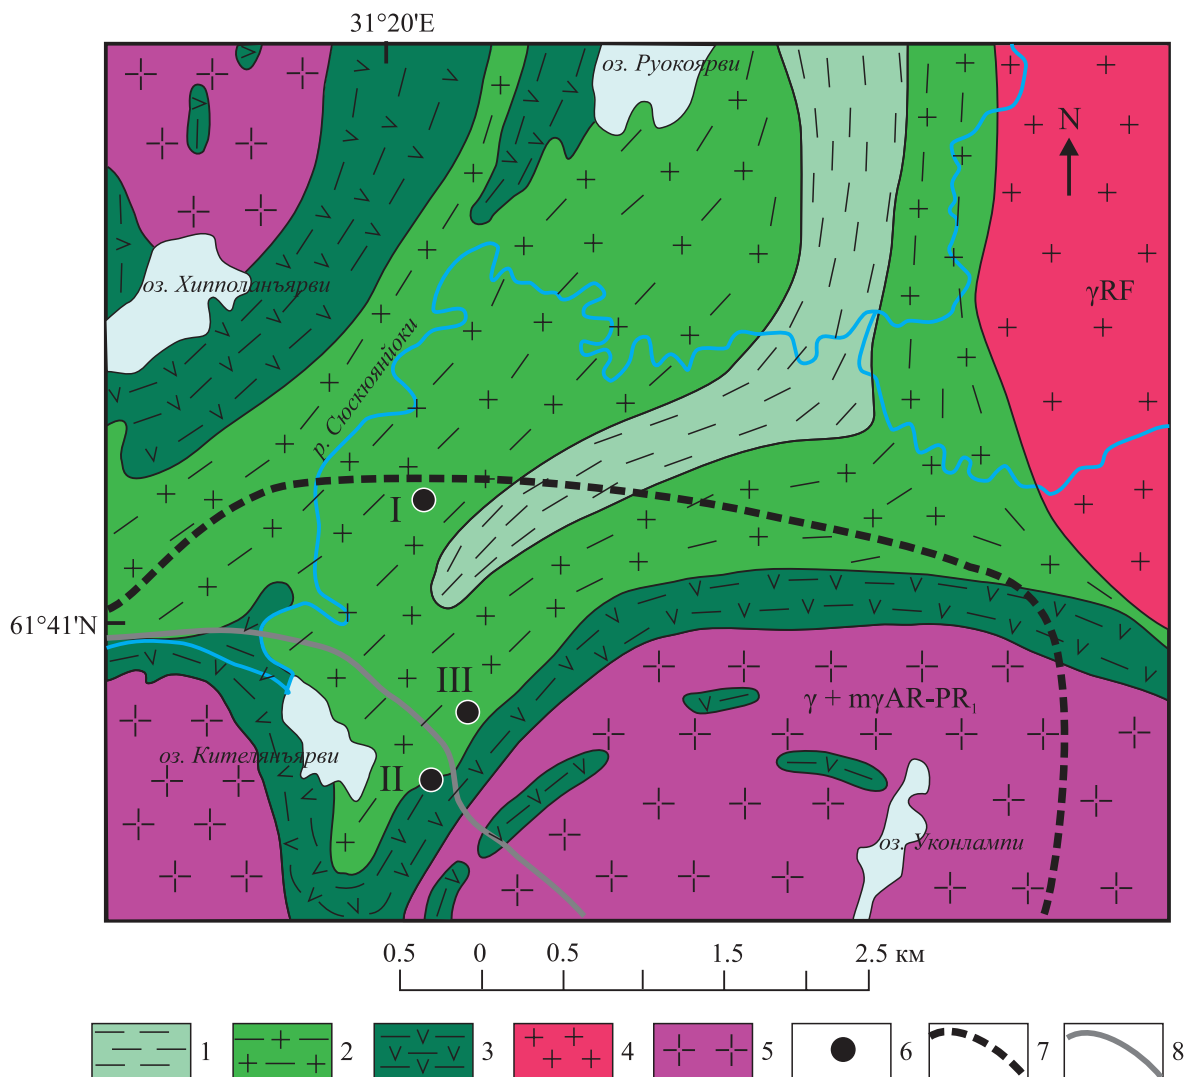 31°20'E
оз. Руокоярви
N
оз. Хипполанъярви
γRF
р. Сюскюянйоки
I
61°41'N
III
γ + mγAR-PR₁
оз. Кителянъярви
II
оз. Уконлампи
0.5 0 0.5 1.5 2.5 км
1 2 3 4 5 6 7 8